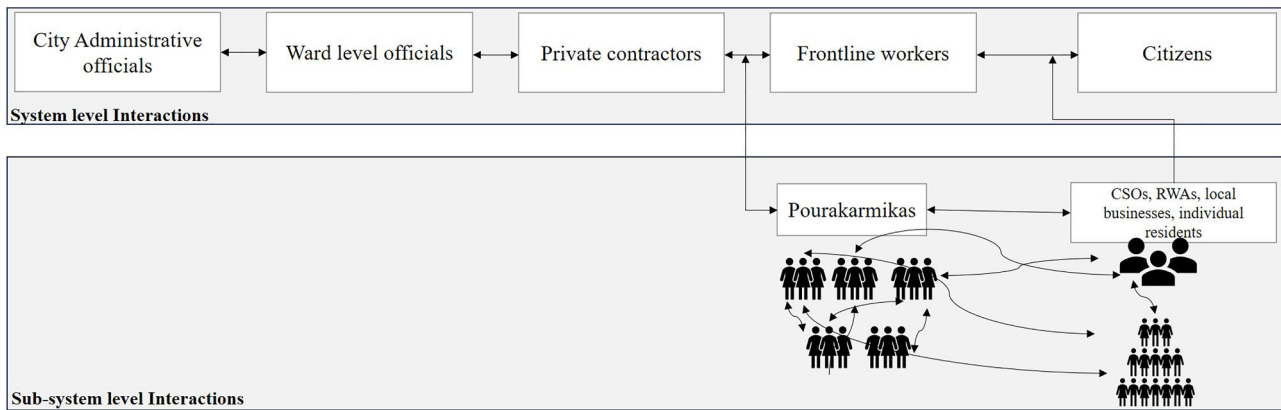 City Administrative
officials
Ward level officials
Private contractors
Frontline workers
Citizens
System level Interactions
Pourakarmikas
CSOs, RWAs, local
businesses, individual
residents
Sub-system level Interactions